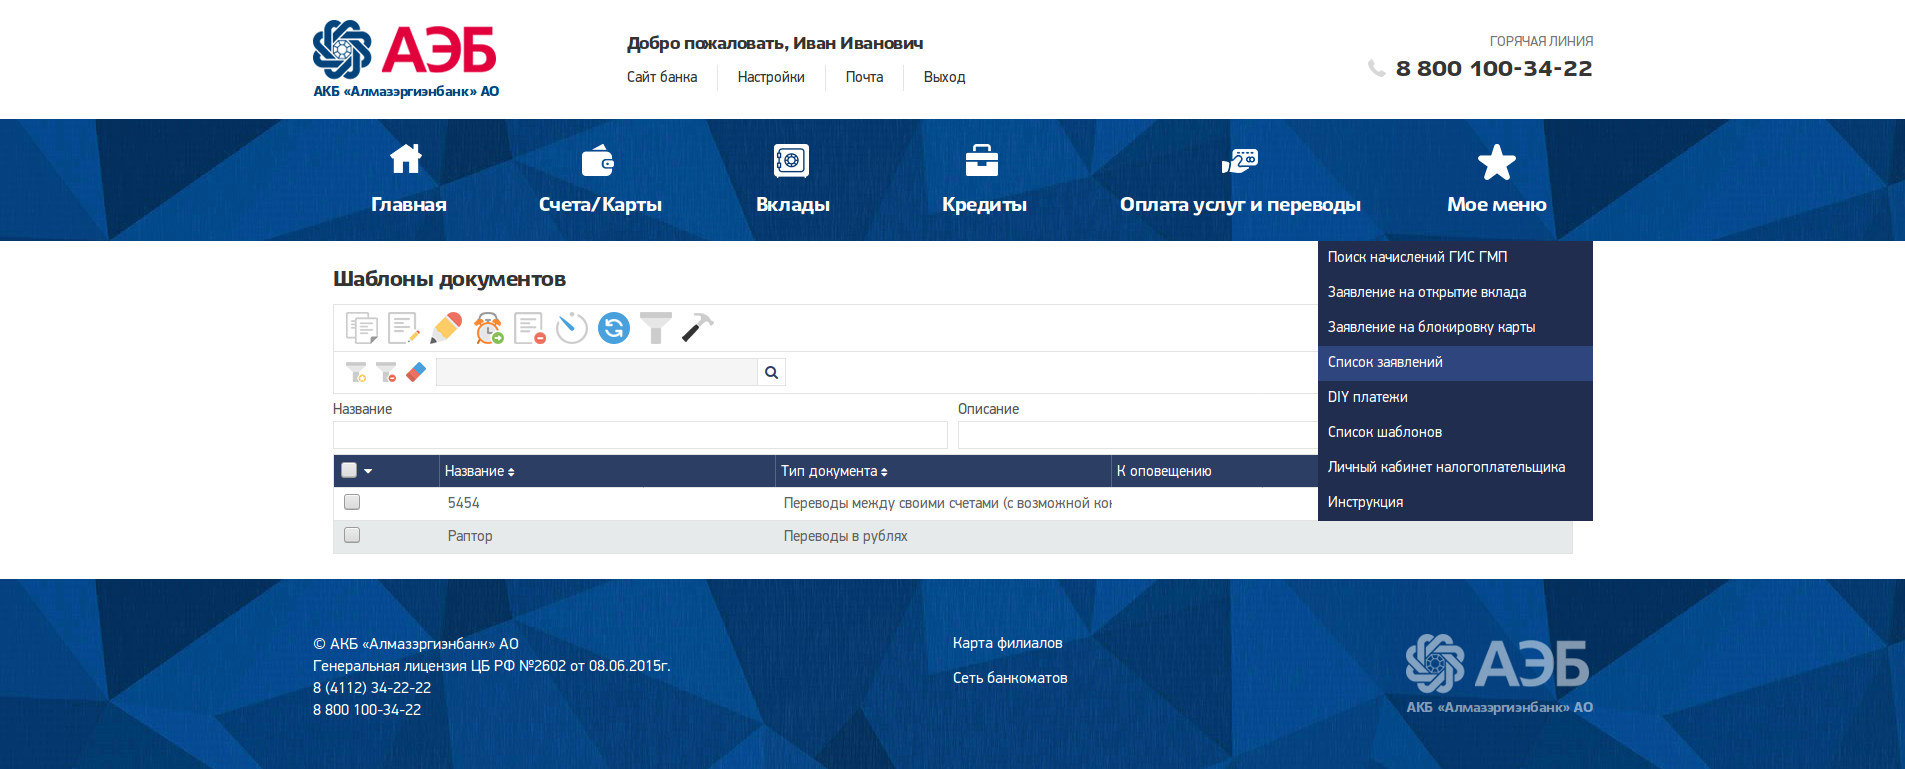 АЭБ
АКБ «Алмазэргиэнбанк» АО
Добро пожаловать, Иван Иванович
Сайт банка
Настройки
Почта
Выход
ГОРЯЧАЯ ЛИНИЯ
8 800 100-34-22
Главная
Счета/Карты
Вклады
Кредиты
Оплата услуг и переводы
Мое меню
Поиск начислений ГИС ГМП
Заявление на открытие вклада
Заявление на блокировку карты
Список заявлений
DIY платежи
Список шаблонов
Личный кабинет налогоплательщика
Инструкция
Шаблоны документов
Название
Описание
Название
Тип документа
К оповещению
5454
Переводы между своими счетами (с возможной кон
Раптор
Переводы в рублях
© АКБ «Алмазэргиэнбанк» АО
Генеральная лицензия ЦБ РФ №2602 от 08.06.2015г.
8 (4112) 34-22-22
8 800 100-34-22
Карта филиалов
Сеть банкоматов
АЭБ
АКБ «Алмазэргиэнбанк» АО